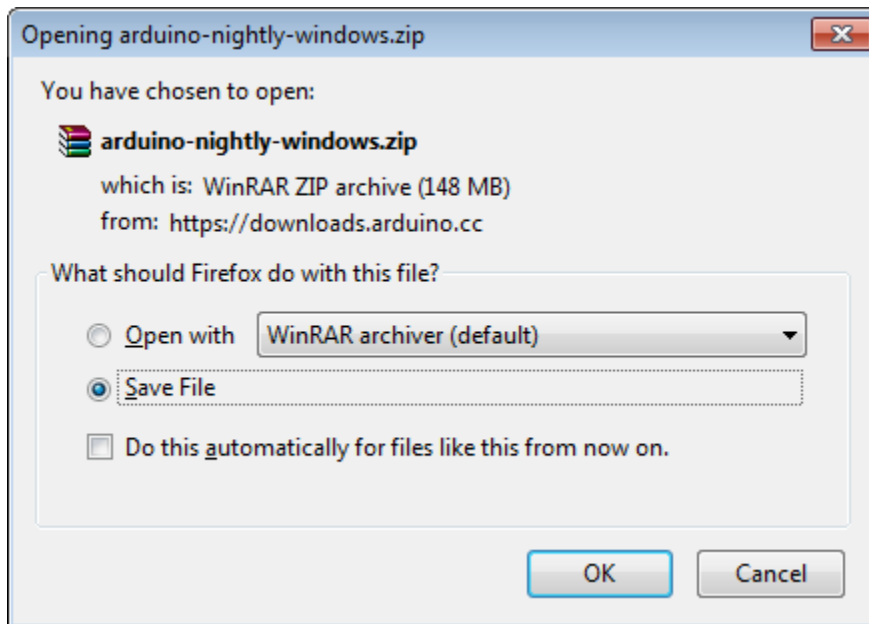 Opening arduino-nightly-windows.zip
You have chosen to open:
arduino-nightly-windows.zip
which is: WinRAR ZIP archive (148 MB)
from: https://downloads.arduino.cc
What should Firefox do with this file?
Open with WinRAR archiver (default)
Save File
Do this automatically for files like this from now on.
OK Cancel